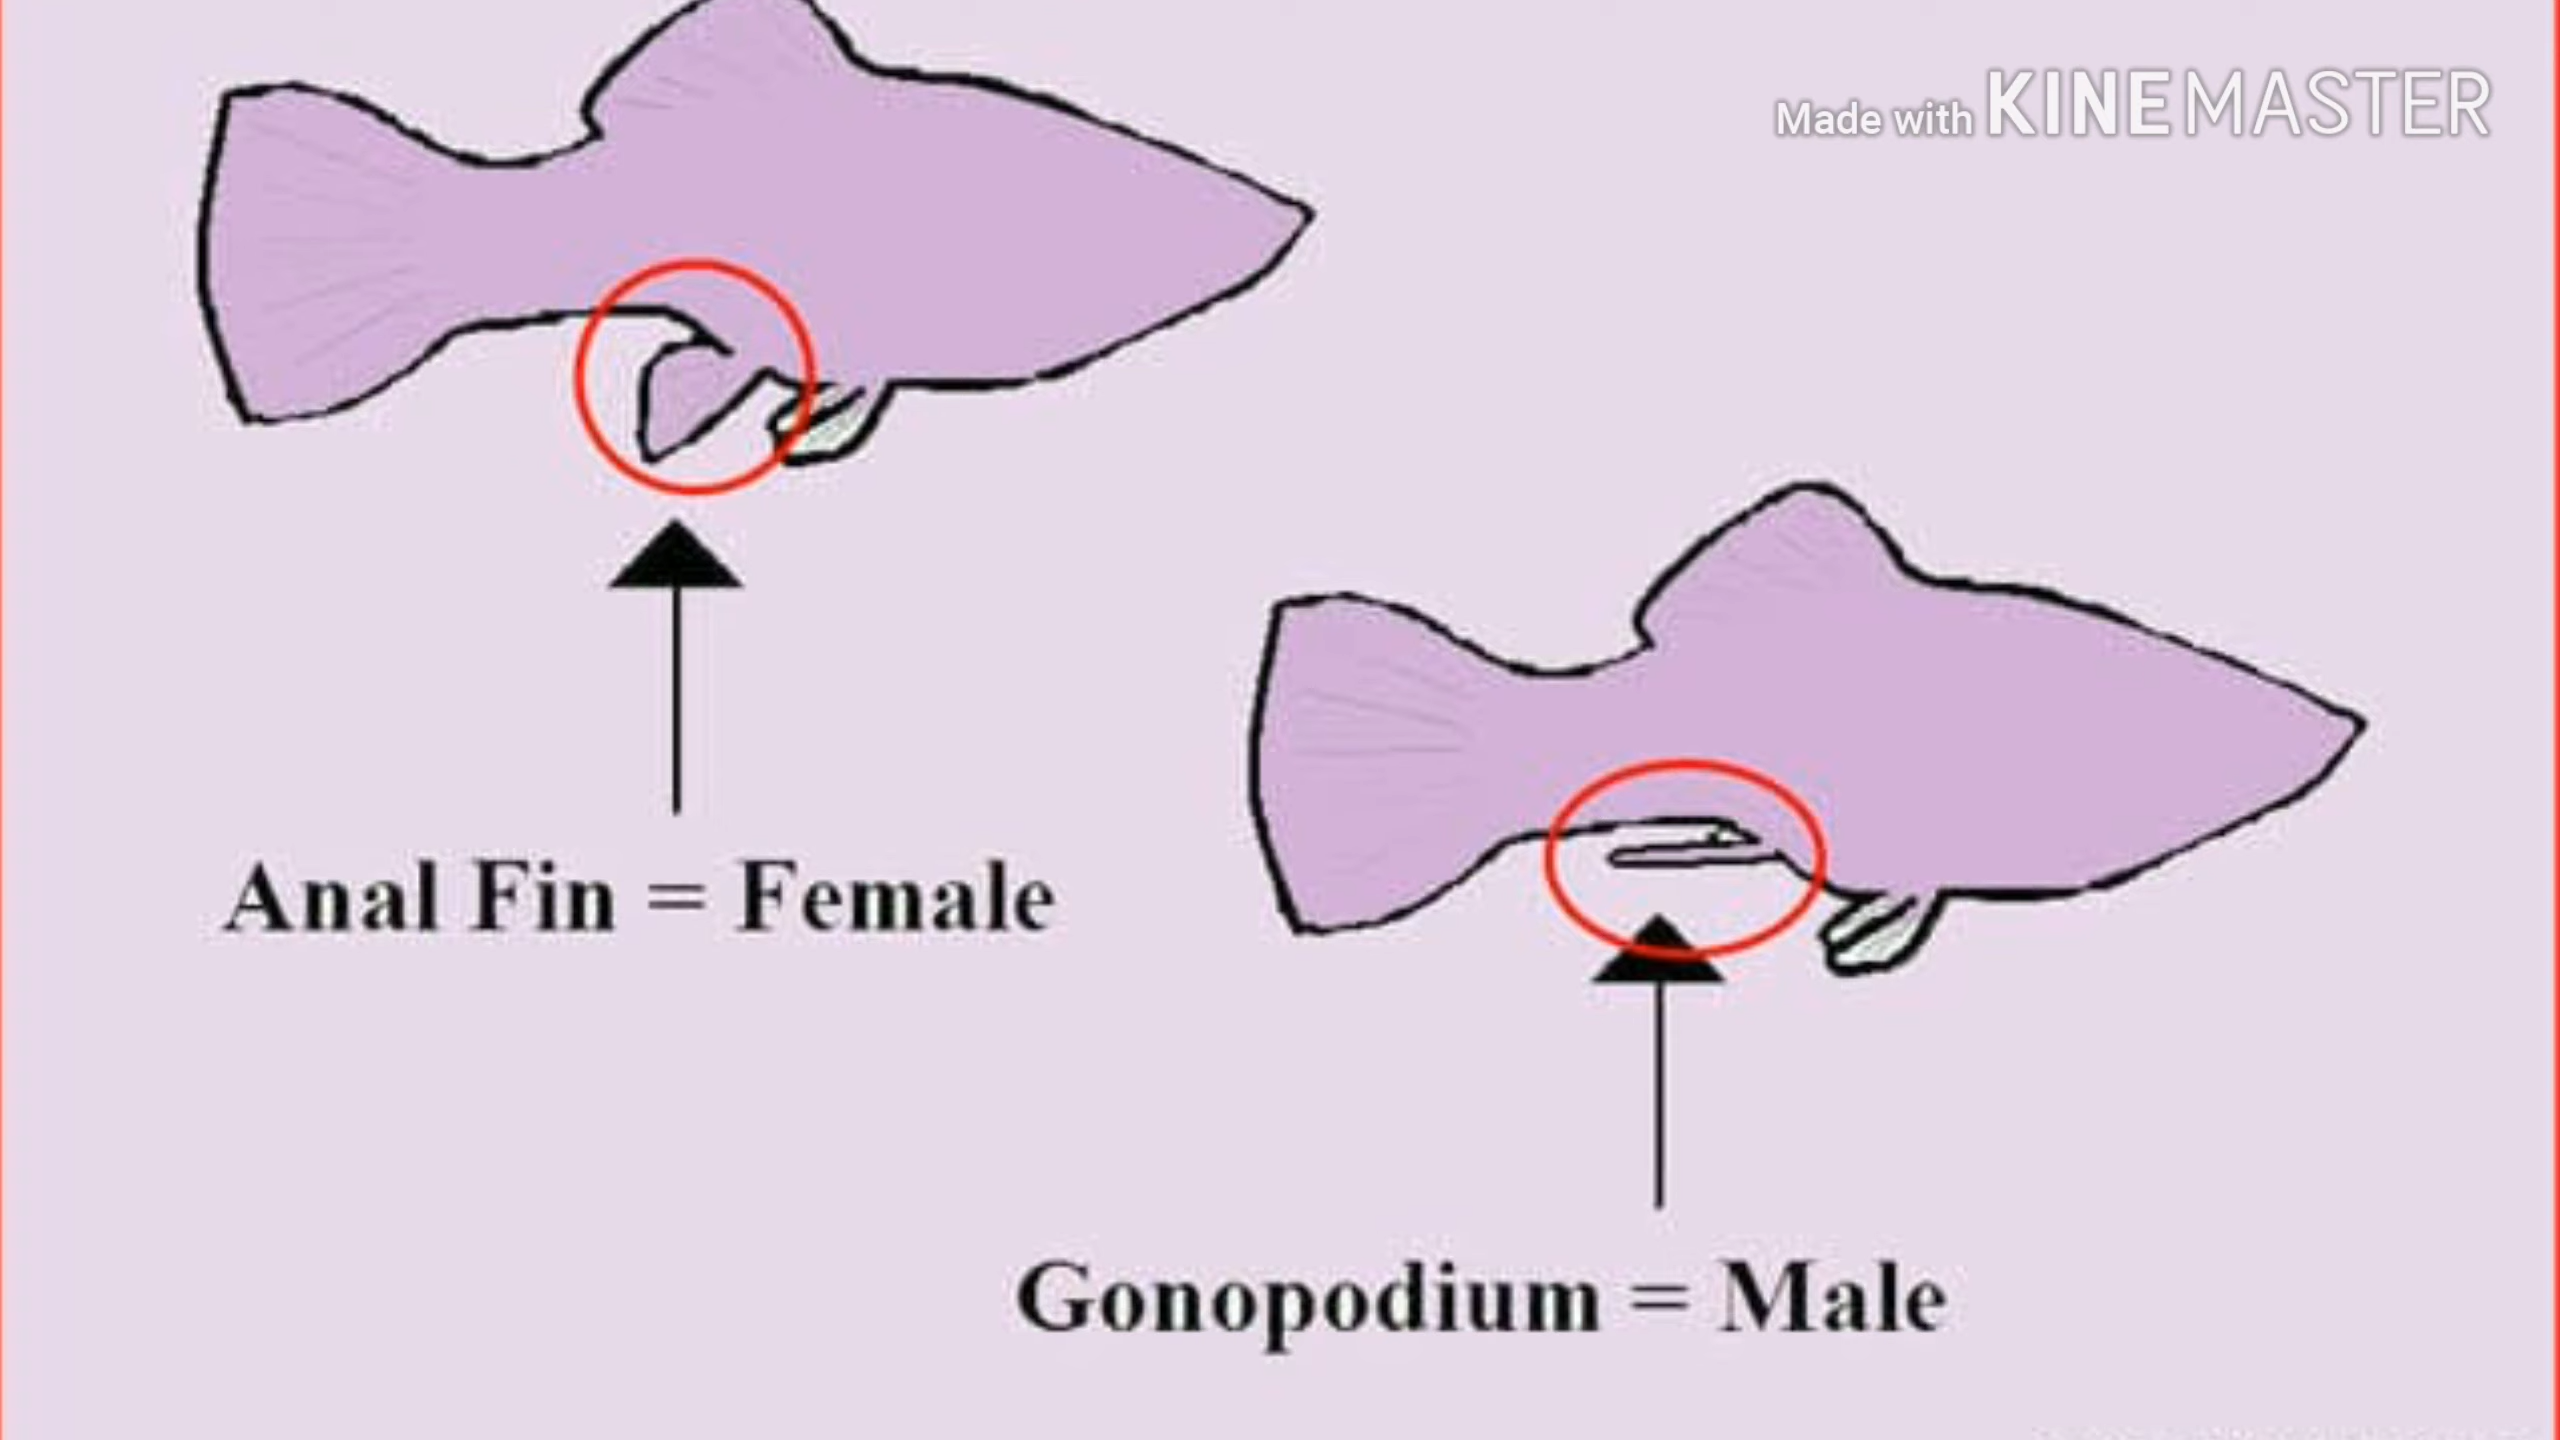 Made with KINEMASTER
Anal Fin = Female
Gonopodium = Male